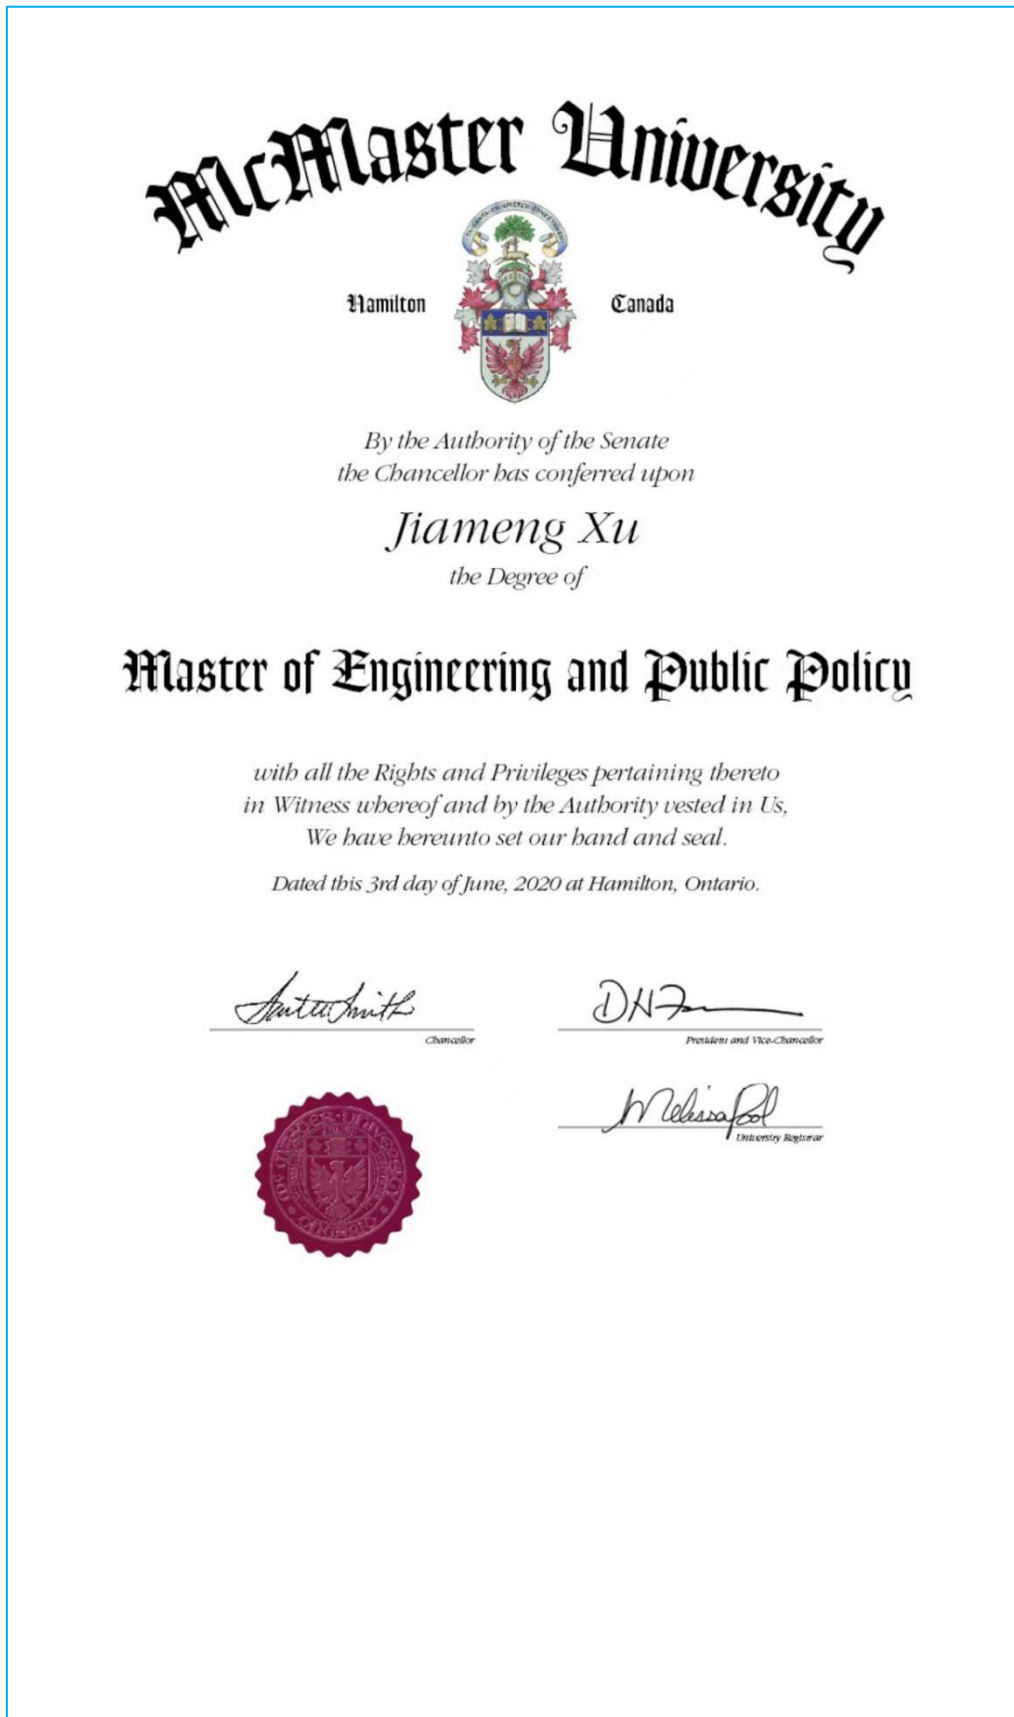 McMaster University
Hamilton Canada
By the Authority of the Senate
the Chancellor has conferred upon
Jiameng Xu
the Degree of
Master of Engineering and Public Policy
with all the Rights and Privileges pertaining thereto
in Witness whereof and by the Authority vested in Us,
We have hereunto set our hand and seal.
Dated this 3rd day of June, 2020 at Hamilton, Ontario.
Chancellor
President and Vice-Chancellor
Melissa Pool
University Registrar